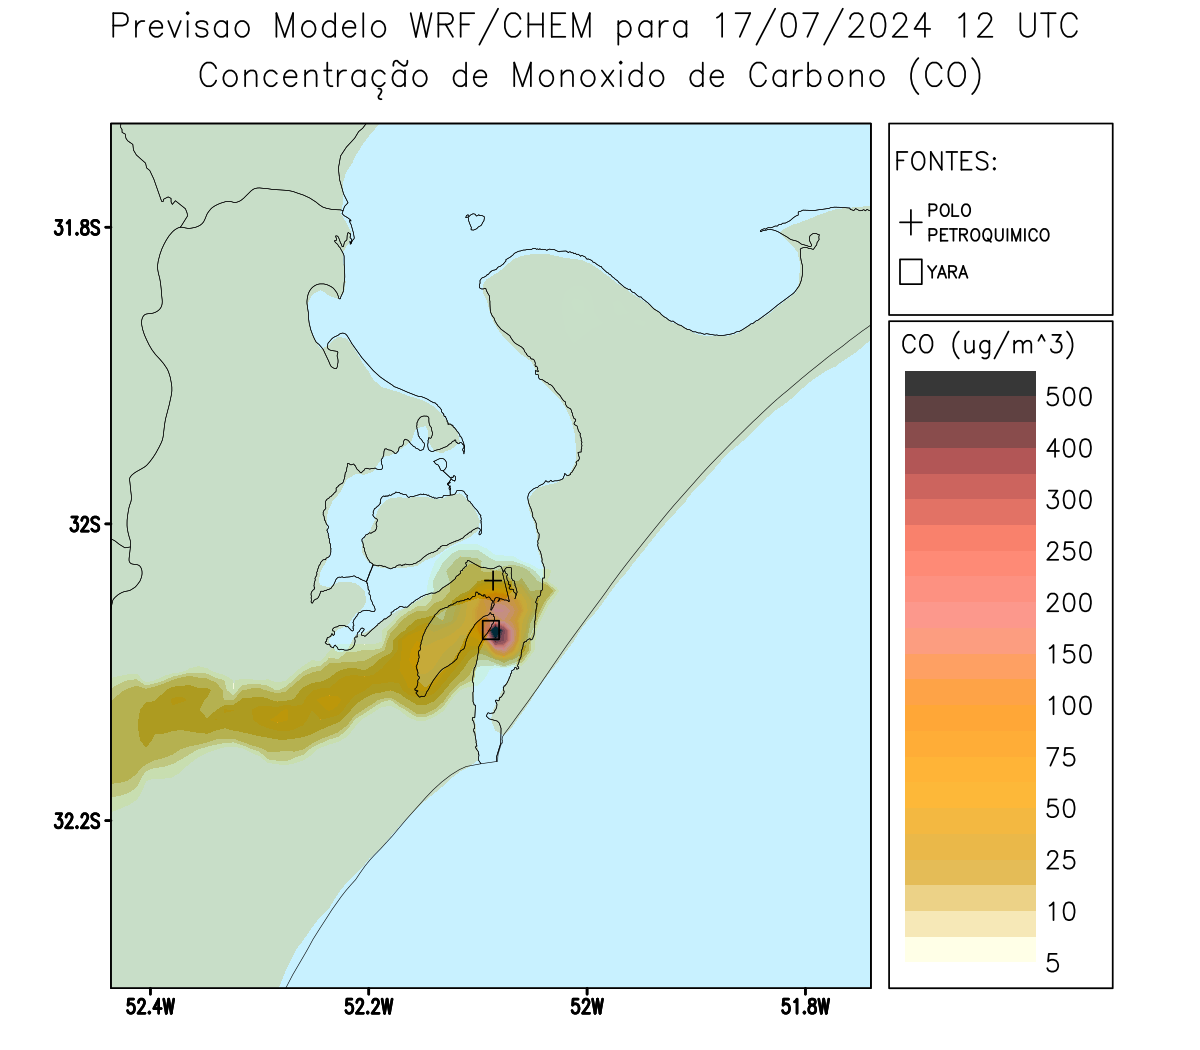 Previsao Modelo WRF/CHEM para 17/07/2024 12 UTC
Concentração de Monoxido de Carbono (CO)
FONTES:
POLO
PETROQUIMICO
YARA
CO (ug/m^3)
500
400
300
250
200
150
100
75
50
25
10
5
31.8S
32S
32.2S
52.4W
52.2W
52W
51.8W